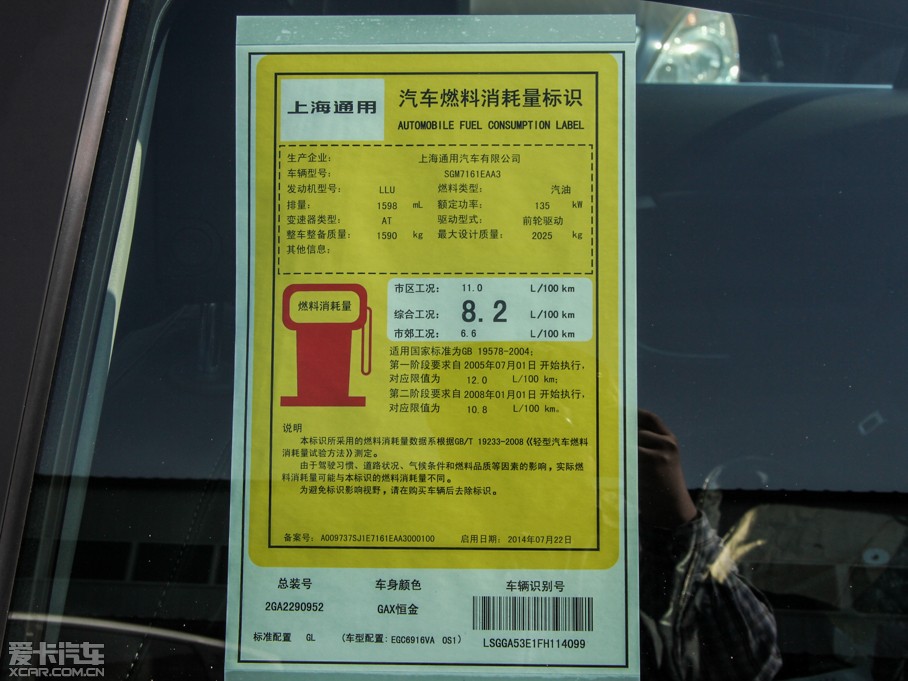 上海通用
汽车燃料消耗量标识
AUTOMOBILE FUEL CONSUMPTION LABEL
生产企业: 上海通用汽车有限公司
车辆型号: SGM7161EAA3
发动机型号: LLU 燃料类型: 汽油
排量: 1598 mL 额定功率: 135 kW
变速器类型: AT 驱动型式: 前轮驱动
整车整备质量: 1590 kg 最大设计质量: 2025 kg
其他信息:
燃料消耗量
市区工况: 11.0 L/100 km
综合工况: 8.2 L/100 km
市郊工况: 6.6 L/100 km
适用国家标准为GB 19578-2004;
第一阶段要求自 2005年07月01日 开始执行,
对应限值为 12.0 L/100 km;
第二阶段要求自 2008年01月01日 开始执行,
对应限值为 10.8 L/100 km。
说明
本标识所采用的燃料消耗量数据系根据GB/T 19233-2008《轻型汽车燃料
消耗量试验方法》测定。
由于驾驶习惯、道路状况、气候条件和燃料品质等因素的影响,实际燃
料消耗量可能与本标识的燃料消耗量不同。
为避免标识影响视野,请在购买车辆后去除标识。
备案号: A009737SJ1E7161EAA3000100 启用日期: 2014年07月22日
总装号 车身颜色 车辆识别号
2GA2290952 GAX恒金
标准配置 GL (车型配置:EGC6916VA OS1) LSGGA53E1FH114099
爱卡汽车
XCAR.COM.CN